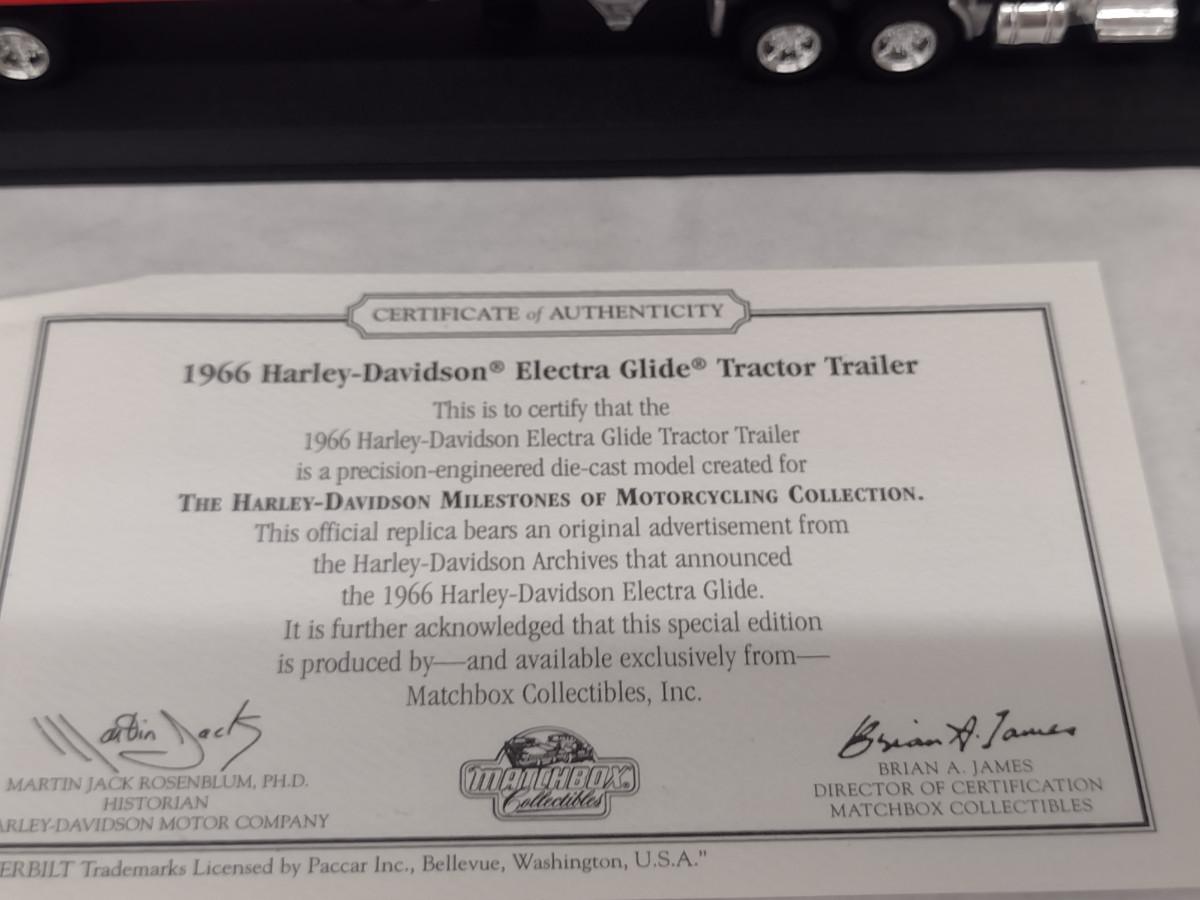 CERTIFICATE of AUTHENTICITY
1966 Harley-Davidson® Electra Glide® Tractor Trailer
This is to certify that the
1966 Harley-Davidson Electra Glide Tractor Trailer
is a precision-engineered die-cast model created for
THE HARLEY-DAVIDSON MILESTONES OF MOTORCYCLING COLLECTION.
This official replica bears an original advertisement from
the Harley-Davidson Archives that announced
the 1966 Harley-Davidson Electra Glide.
It is further acknowledged that this special edition
is produced by—and available exclusively from—
Matchbox Collectibles, Inc.
Martin Jack
MARTIN JACK ROSENBLUM, PH.D.
HISTORIAN
ARLEY-DAVIDSON MOTOR COMPANY
MATCHBOX
Collectibles
Brian A. James
BRIAN A. JAMES
DIRECTOR OF CERTIFICATION
MATCHBOX COLLECTIBLES
ERBILT Trademarks Licensed by Paccar Inc., Bellevue, Washington, U.S.A."